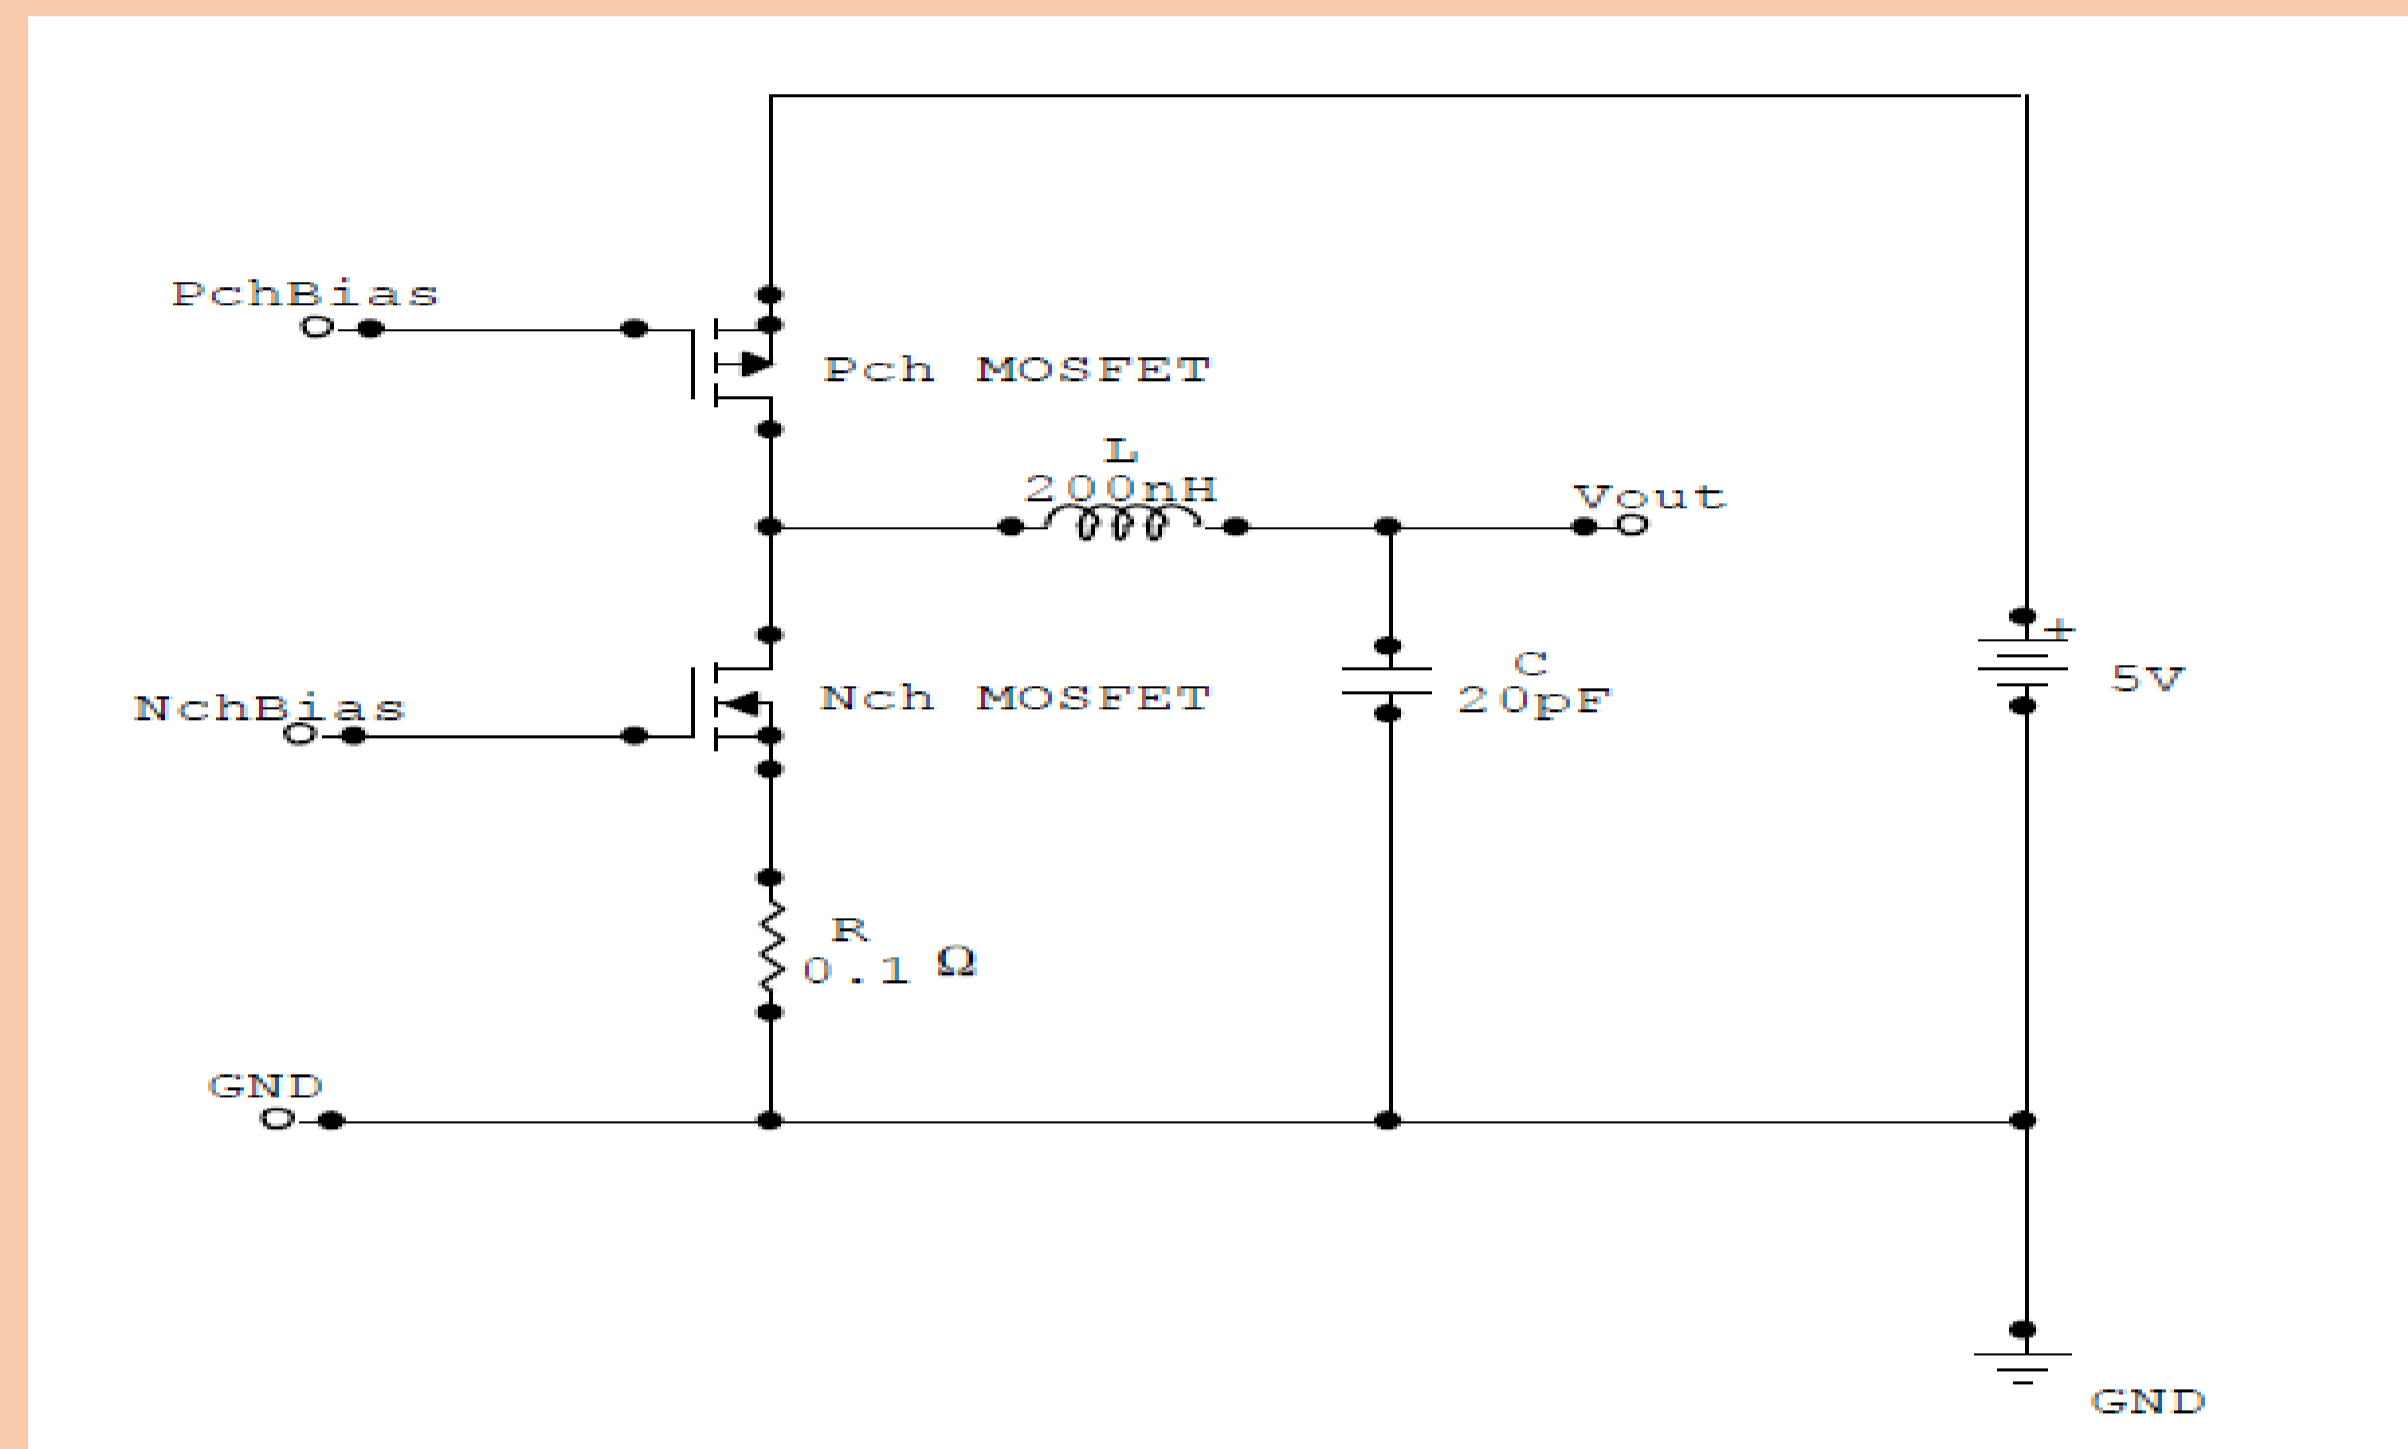 PchBias
Pch MOSFET
L
200nH
Vout
+
5V
NchBias
Nch MOSFET
C
20pF
R
0.1 Ω
GND
GND